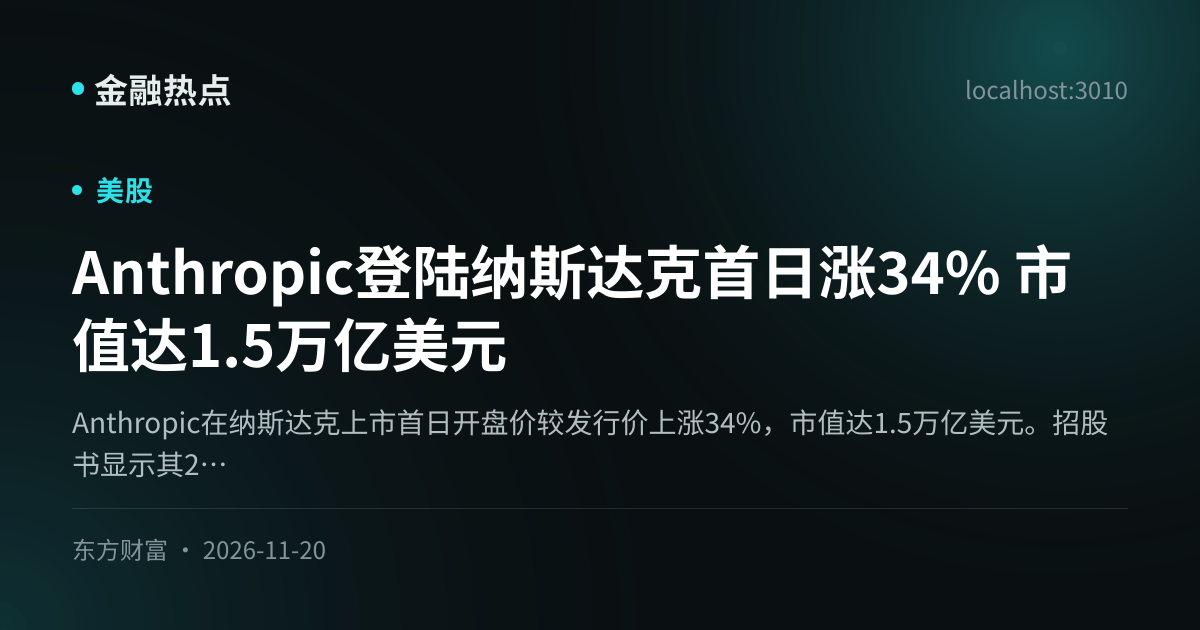 金融热点
localhost:3010
美股
Anthropic登陆纳斯达克首日涨34% 市
值达1.5万亿美元
Anthropic在纳斯达克上市首日开盘价较发行价上涨34%，市值达1.5万亿美元。招股
书显示其2…
东方财富 · 2026-11-20